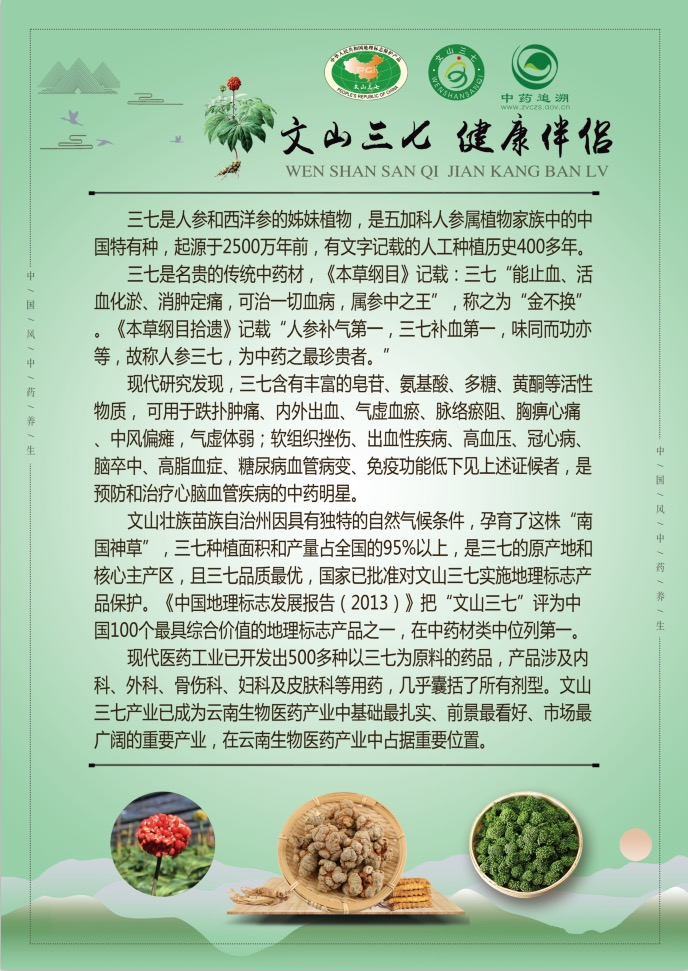 中华人民共和国地理标志保护产品
文山三七
PEOPLE'S REPUBLIC OF CHINA
文山三七
WENSHANSANQI
中药追溯
www.zyczs.gov.cn
文山三七 健康伴侣
WEN SHAN SAN QI JIAN KANG BAN LV
三七是人参和西洋参的姊妹植物，是五加科人参属植物家族中的中
国特有种，起源于2500万年前，有文字记载的人工种植历史400多年。
三七是名贵的传统中药材，《本草纲目》记载：三七“能止血、活
血化淤、消肿定痛，可治一切血病，属参中之王”，称之为“金不换”
。《本草纲目拾遗》记载“人参补气第一，三七补血第一，味同而功亦
等，故称人参三七，为中药之最珍贵者。”
现代研究发现，三七含有丰富的皂苷、氨基酸、多糖、黄酮等活性
物质， 可用于跌扑肿痛、内外出血、气虚血瘀、脉络瘀阻、胸痹心痛
、中风偏瘫，气虚体弱；软组织挫伤、出血性疾病、高血压、冠心病、
脑卒中、高脂血症、糖尿病血管病变、免疫功能低下见上述证候者，是
预防和治疗心脑血管疾病的中药明星。
文山壮族苗族自治州因具有独特的自然气候条件，孕育了这株“南
国神草”，三七种植面积和产量占全国的95%以上，是三七的原产地和
核心主产区，且三七品质最优，国家已批准对文山三七实施地理标志产
品保护。《中国地理标志发展报告（2013）》把“文山三七”评为中
国100个最具综合价值的地理标志产品之一，在中药材类中位列第一。
现代医药工业已开发出500多种以三七为原料的药品，产品涉及内
科、外科、骨伤科、妇科及皮肤科等用药，几乎囊括了所有剂型。文山
三七产业已成为云南生物医药产业中基础最扎实、前景最看好、市场最
广阔的重要产业，在云南生物医药产业中占据重要位置。
中~国~风~中~药~养~生
中~国~风~中~药~养~生